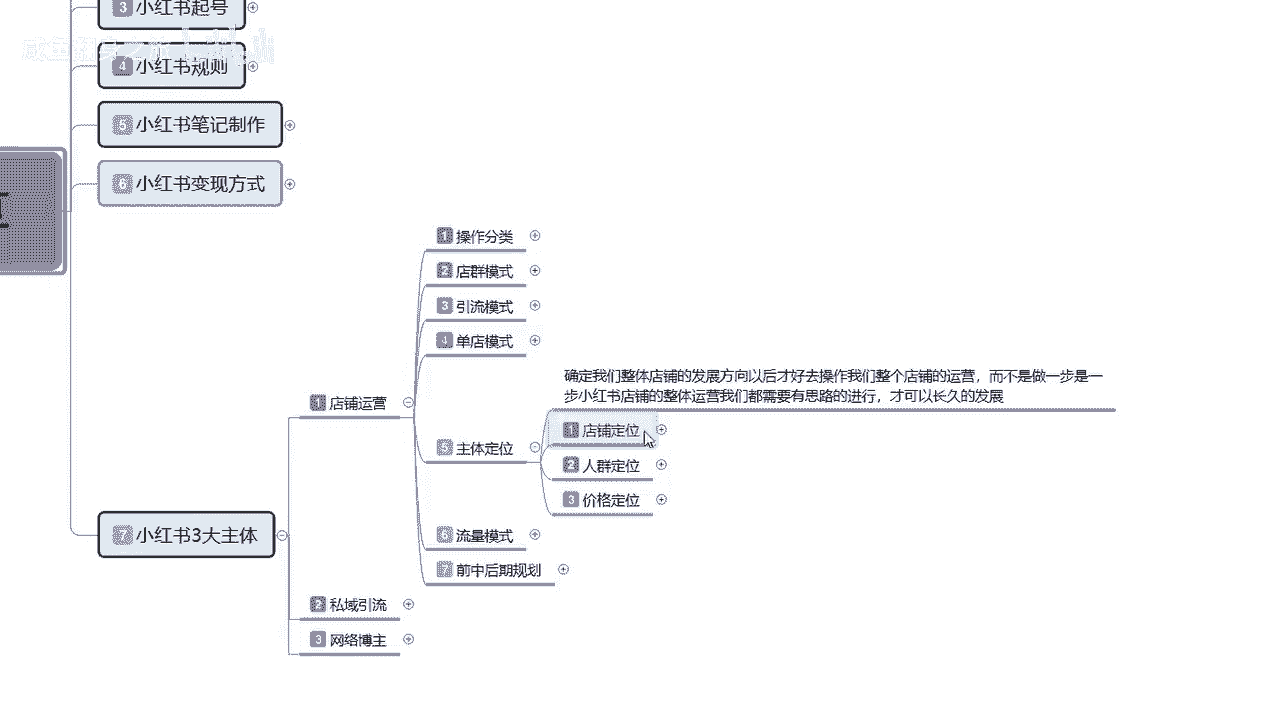 3 小红书起号
4 小红书规则
5 小红书笔记制作
6 小红书变现方式
1 操作分类
2 店群模式
3 引流模式
4 单店模式
确定我们整体店铺的发展方向以后才好去操作我们整个店铺的运营，而不是做一步是一
步小红书店铺的整体运营我们都需要有思路的进行，才可以长久的发展
1 店铺运营
1 店铺定位
5 主体定位
2 人群定位
3 价格定位
7 小红书3大主体
6 流量模式
7 前中后期规划
2 私域引流
3 网络博主